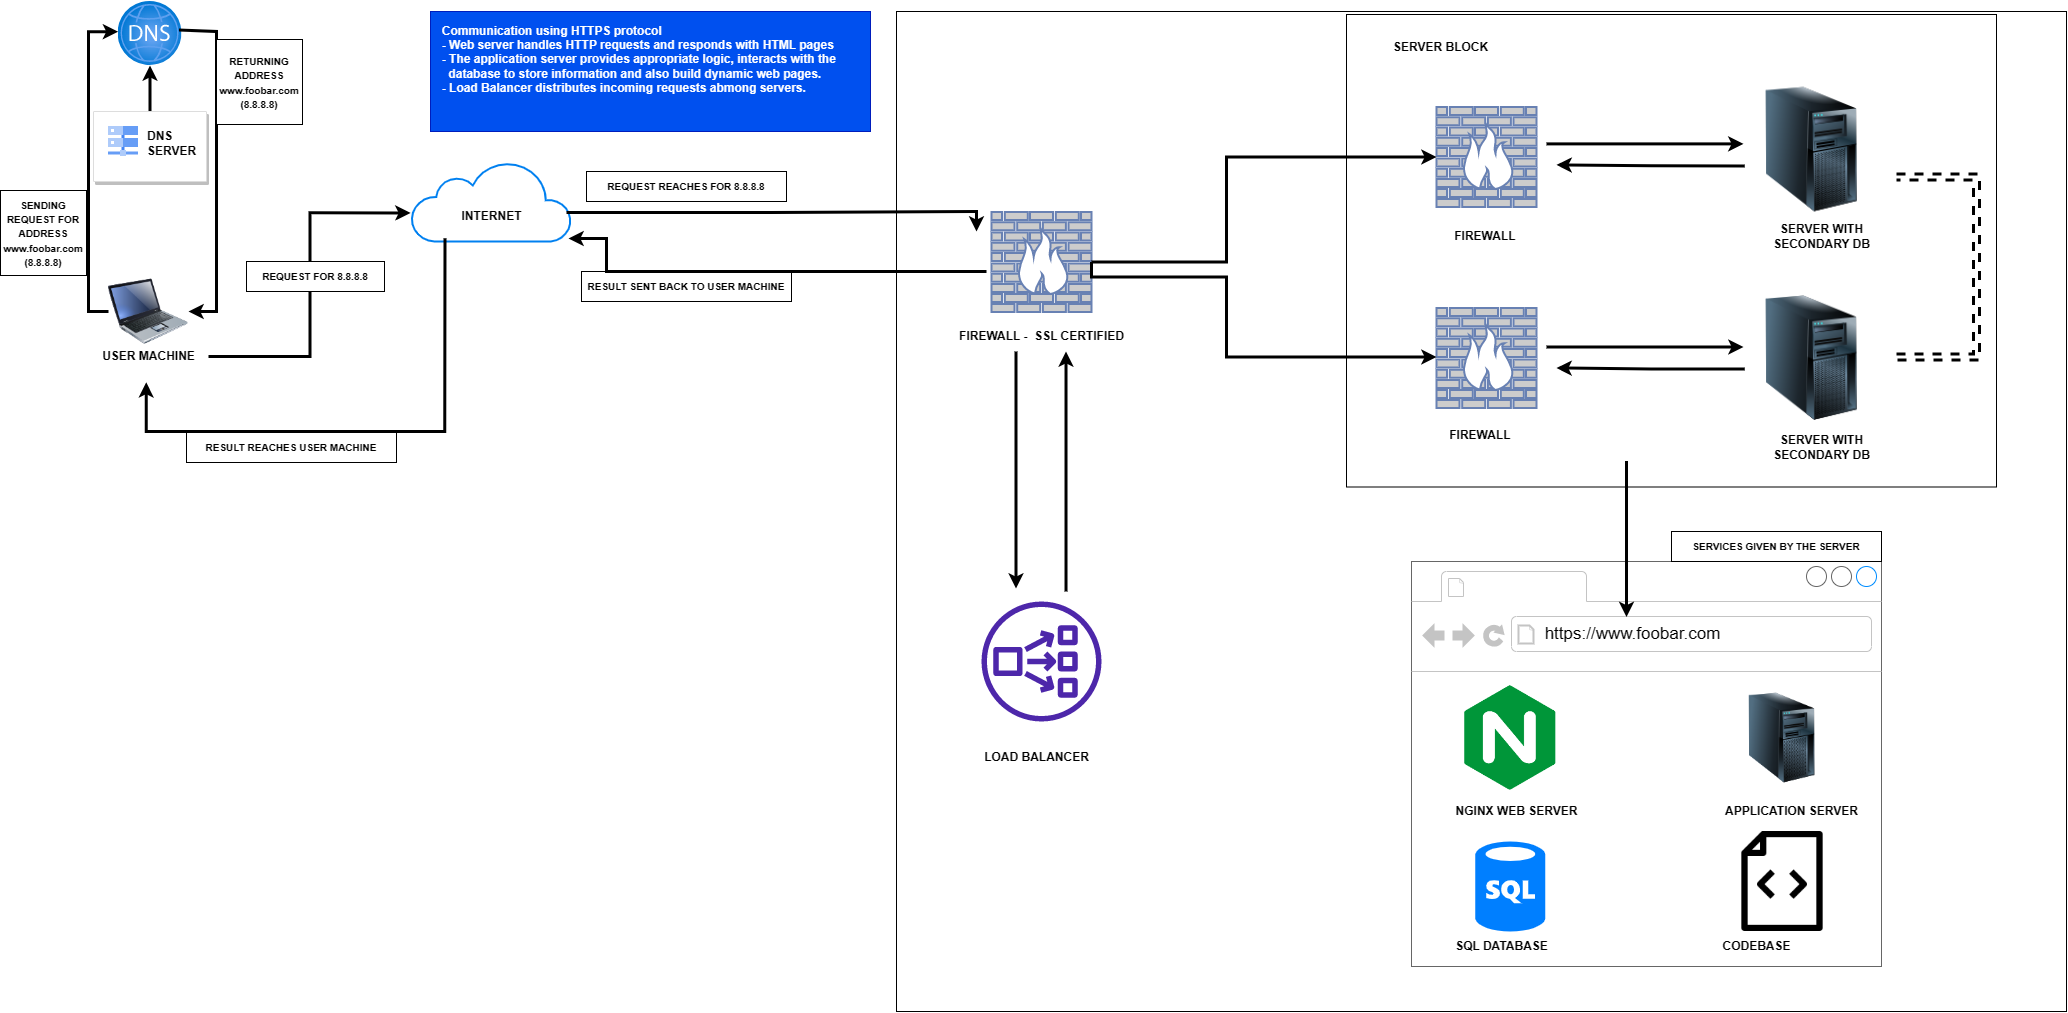 DNS
RETURNING
ADDRESS
www.foobar.com
(8.8.8.8)
DNS
SERVER
SENDING
REQUEST FOR
ADDRESS
www.foobar.com
(8.8.8.8)
USER MACHINE
REQUEST FOR 8.8.8.8
RESULT REACHES USER MACHINE
Communication using HTTPS protocol
- Web server handles HTTP requests and responds with HTML pages
- The application server provides appropriate logic, interacts with the
database to store information and also build dynamic web pages.
- Load Balancer distributes incoming requests abmong servers.
INTERNET
REQUEST REACHES FOR 8.8.8.8
RESULT SENT BACK TO USER MACHINE
FIREWALL - SSL CERTIFIED
LOAD BALANCER
SERVER BLOCK
FIREWALL
SERVER WITH
SECONDARY DB
FIREWALL
SERVER WITH
SECONDARY DB
SERVICES GIVEN BY THE SERVER
https://www.foobar.com
N
NGINX WEB SERVER
APPLICATION SERVER
SQL
SQL DATABASE
CODEBASE